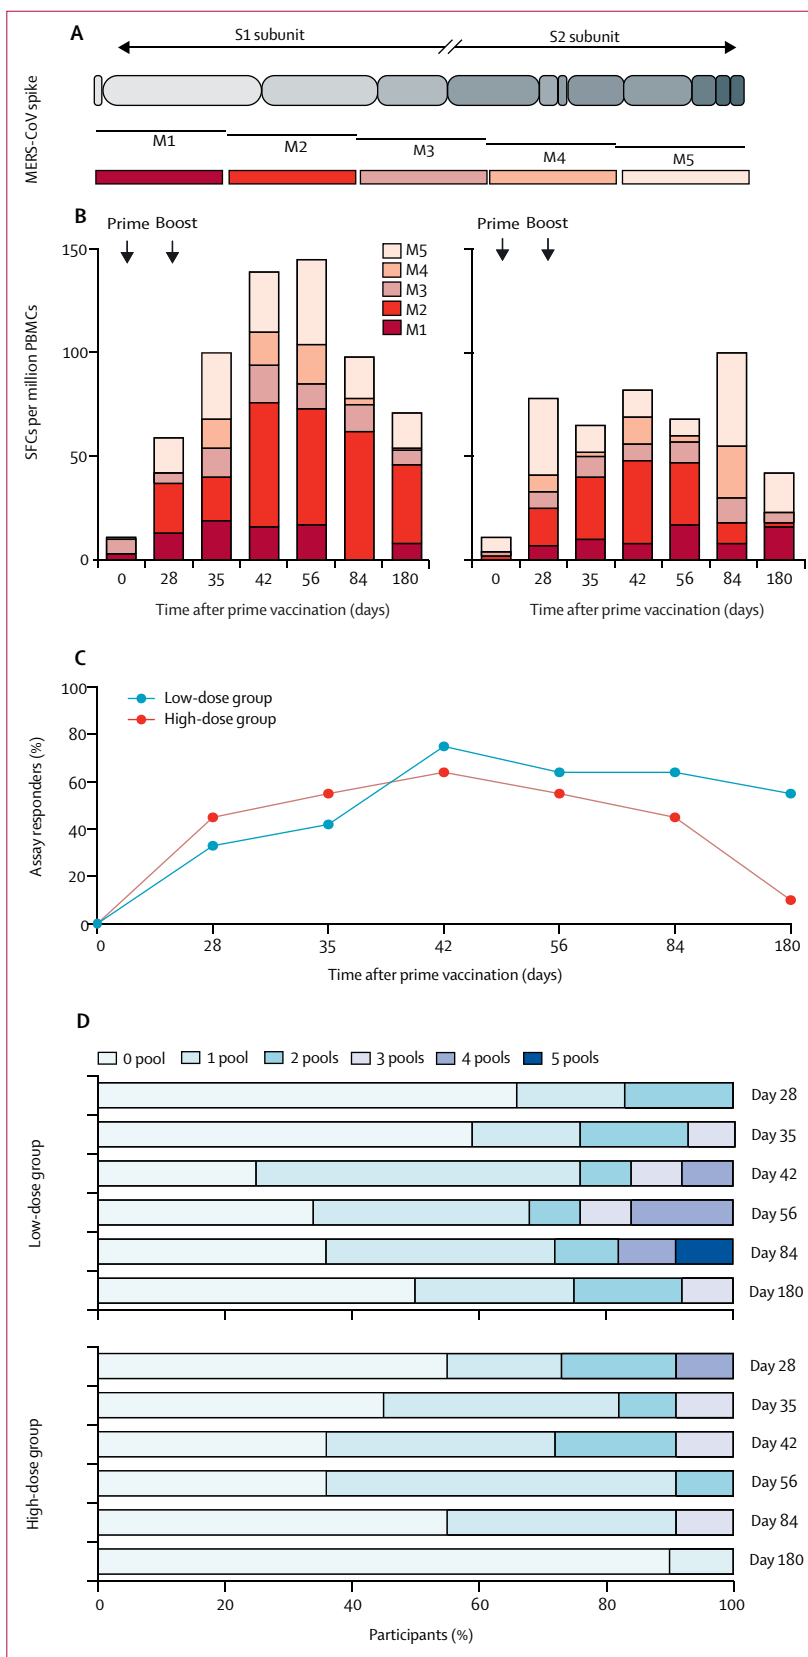 A
S1 subunit
S2 subunit
MERS-CoV spike
M1
M2
M3
M4
M5
B
Prime Boost
150
100
50
0
SFCs per million PBMCs
M5
M4
M3
M2
M1
0 28 35 42 56 84 180
Time after prime vaccination (days)
Prime Boost
0 28 35 42 56 84 180
Time after prime vaccination (days)
C
100
80
60
40
20
0
Assay responders (%)
Low-dose group
High-dose group
0 28 35 42 56 84 180
Time after prime vaccination (days)
D
0 pool 1 pool 2 pools 3 pools 4 pools 5 pools
Low-dose group
Day 28
Day 35
Day 42
Day 56
Day 84
Day 180
High-dose group
Day 28
Day 35
Day 42
Day 56
Day 84
Day 180
0 20 40 60 80 100
Participants (%)